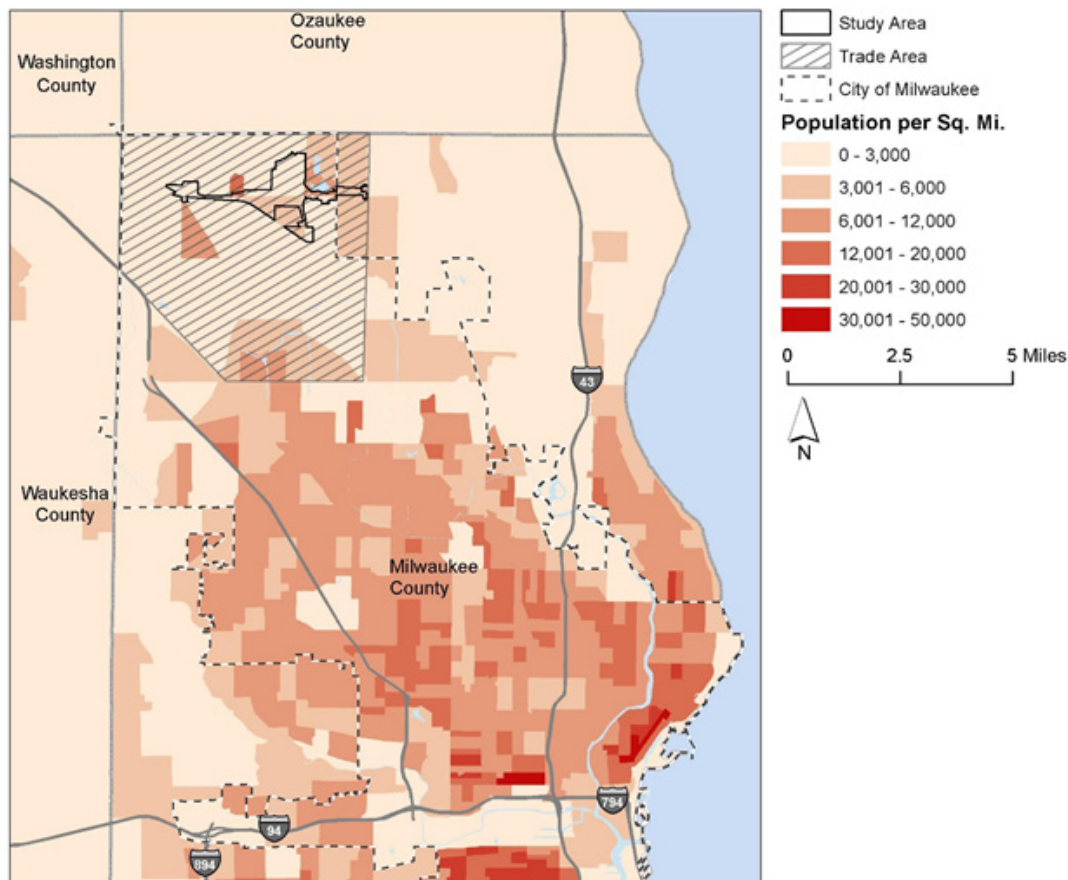 Ozaukee
County
Washington
County
Study Area
Trade Area
City of Milwaukee
Population per Sq. Mi.
0 - 3,000
3,001 - 6,000
6,001 - 12,000
12,001 - 20,000
20,001 - 30,000
30,001 - 50,000
0 2.5 5 Miles
N
43
Waukesha
County
Milwaukee
County
794
94
894